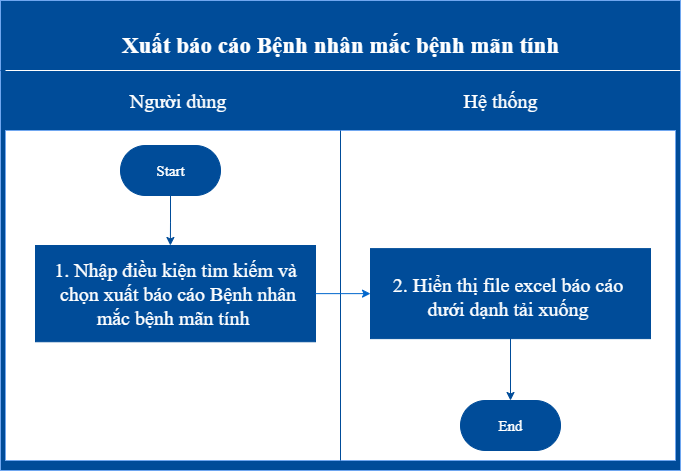 Xuất báo cáo Bệnh nhân mắc bệnh mãn tính
Người dùng
Hệ thống
Start
1. Nhập điều kiện tìm kiếm và
chọn xuất báo cáo Bệnh nhân
mắc bệnh mãn tính
2. Hiển thị file excel báo cáo
dưới dạnh tải xuống
End